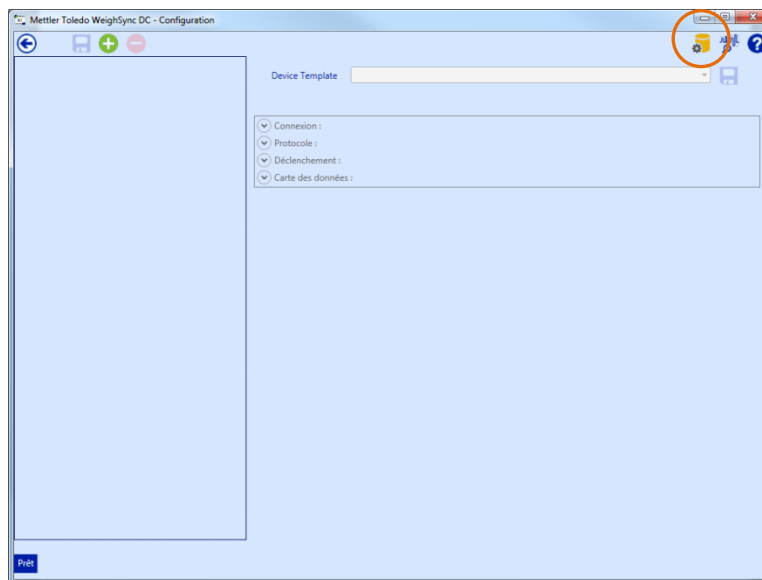 Mettler Toledo WeighSync DC - Configuration
Device Template
Connexion :
Protocole :
Déclenchement :
Carte des données :
Prêt